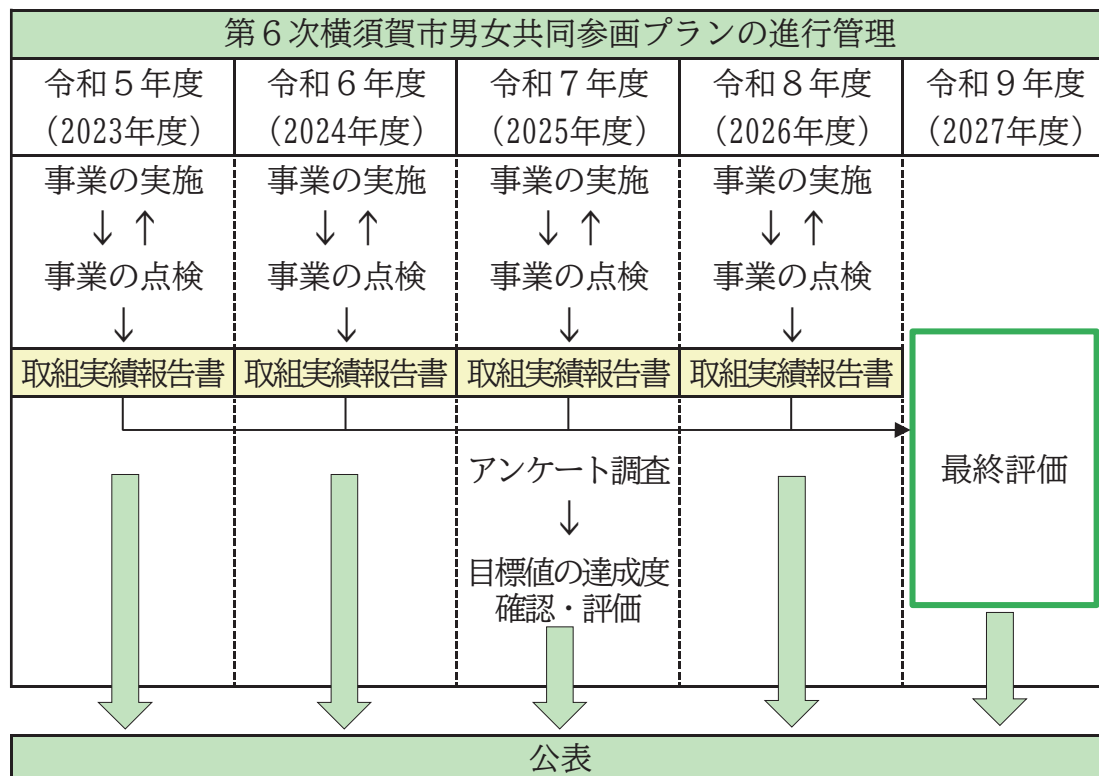 第６次横須賀市男女共同参画プランの進行管理
令和５年度 令和６年度 令和７年度 令和８年度 令和９年度
（2023年度） （2024年度） （2025年度） （2026年度） （2027年度）
事業の実施 事業の実施 事業の実施 事業の実施
↓ ↑ ↓ ↑ ↓ ↑ ↓ ↑
事業の点検 事業の点検 事業の点検 事業の点検
↓ ↓ ↓ ↓
取組実績報告書 取組実績報告書 取組実績報告書 取組実績報告書
アンケート調査 最終評価
↓
目標値の達成度
確認・評価
公表